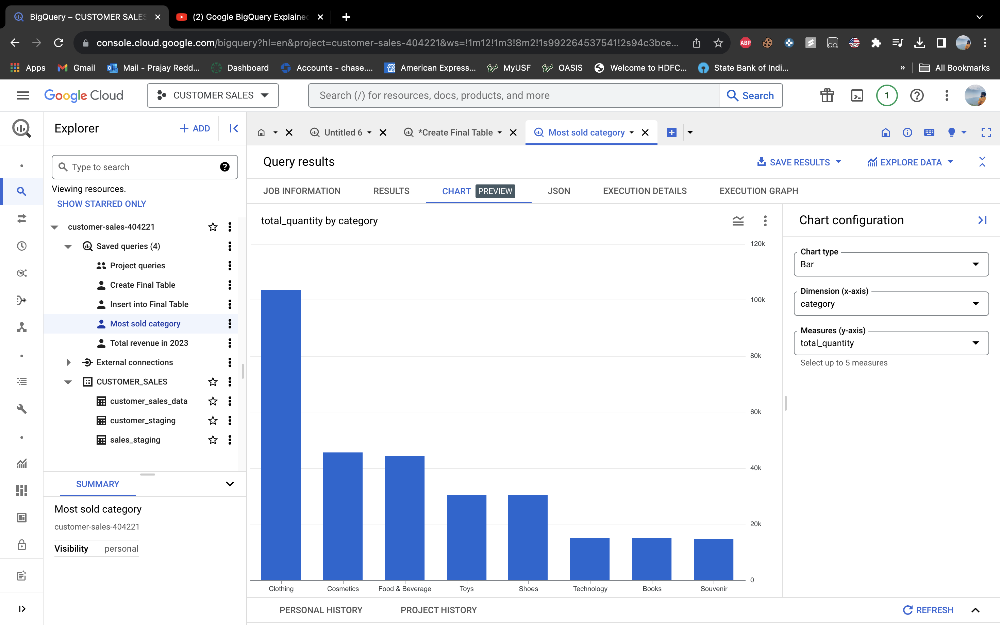 BigQuery – CUSTOMER SALES
(2) Google BigQuery Explained
console.cloud.google.com/bigquery?hl=en&project=customer-sales-404221&ws=!1m12!1m3!8m2!1s992264537541!2s94c3bce...
ABP
Apps
Gmail
Mail - Prajay Redd...
Dashboard
Accounts - chase....
AM EX
American Express...
MyUSF
OASIS
Welcome to HDFC...
State Bank of Indi...
»
All Bookmarks
Google Cloud
CUSTOMER SALES
Search (/) for resources, docs, products, and more
Search
1
Explorer
+ ADD
Untitled 6
*Create Final Table
Most sold category
Type to search
Viewing resources.
SHOW STARRED ONLY
customer-sales-404221
Saved queries (4)
Project queries
Create Final Table
Insert into Final Table
Most sold category
Total revenue in 2023
External connections
CUSTOMER_SALES
customer_sales_data
customer_staging
sales_staging
SUMMARY
Most sold category
customer-sales-404221
Visibility personal
Query results
SAVE RESULTS
EXPLORE DATA
JOB INFORMATION
RESULTS
CHART PREVIEW
JSON
EXECUTION DETAILS
EXECUTION GRAPH
total_quantity by category
120k
100k
80k
60k
40k
20k
0
Clothing
Cosmetics
Food & Beverage
Toys
Shoes
Technology
Books
Souvenir
Chart configuration
Chart type
Bar
Dimension (x-axis)
category
Measures (y-axis)
total_quantity
Select up to 5 measures
PERSONAL HISTORY
PROJECT HISTORY
REFRESH